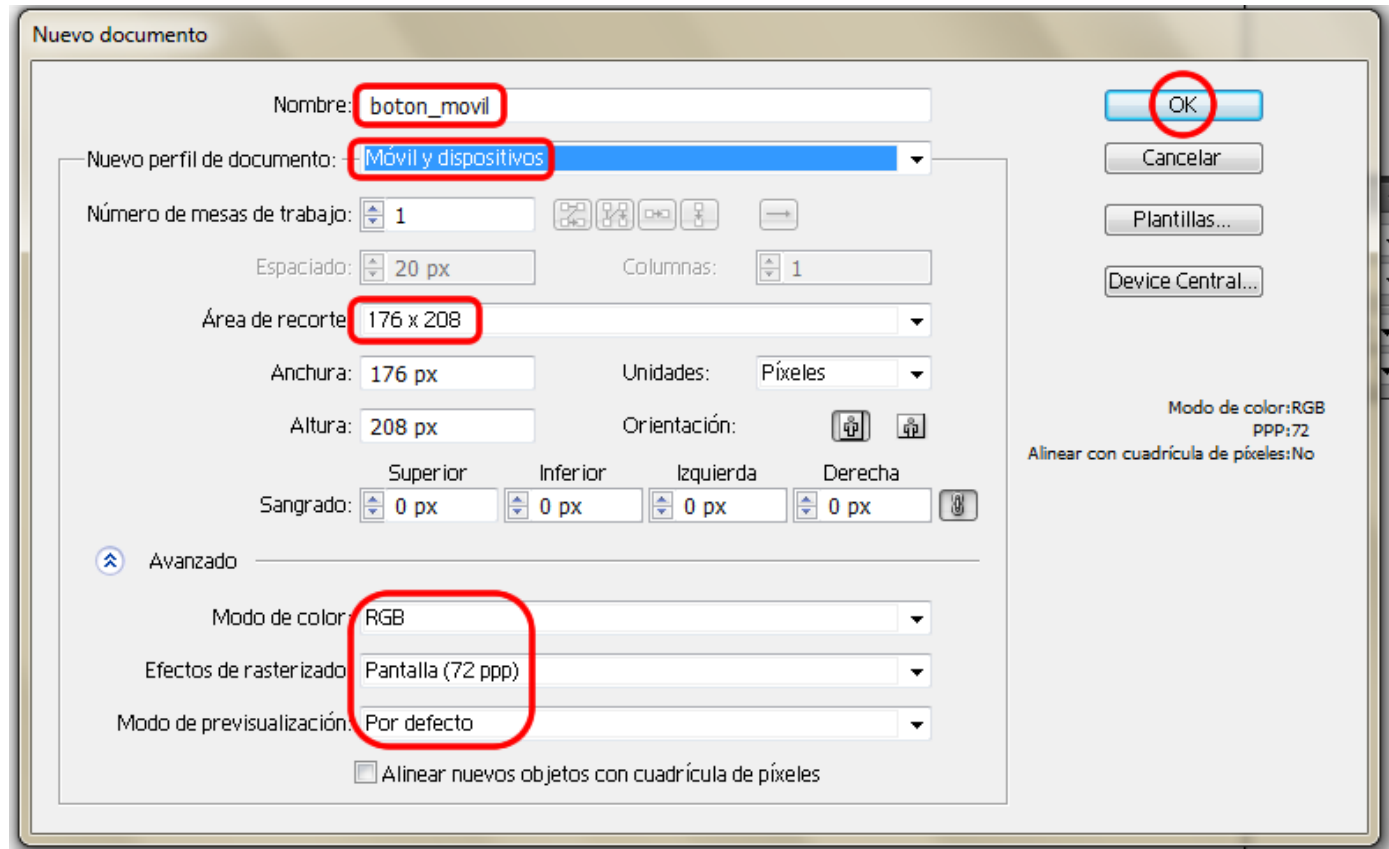 Nuevo documento
Nombre: boton_movil
OK
Nuevo perfil de documento: Móvil y dispositivos
Cancelar
Número de mesas de trabajo: 1
Plantillas...
Espaciado: 20 px Columnas: 1
Device Central...
Área de recorte 176 x 208
Anchura: 176 px Unidades: Píxeles
Altura: 208 px Orientación:
Modo de color:RGB
PPP:72
Alinear con cuadrícula de píxeles:No
Superior Inferior Izquierda Derecha
Sangrado: 0 px 0 px 0 px 0 px
Avanzado
Modo de color: RGB
Efectos de rasterizado Pantalla (72 ppp)
Modo de previsualización: Por defecto
Alinear nuevos objetos con cuadrícula de píxeles